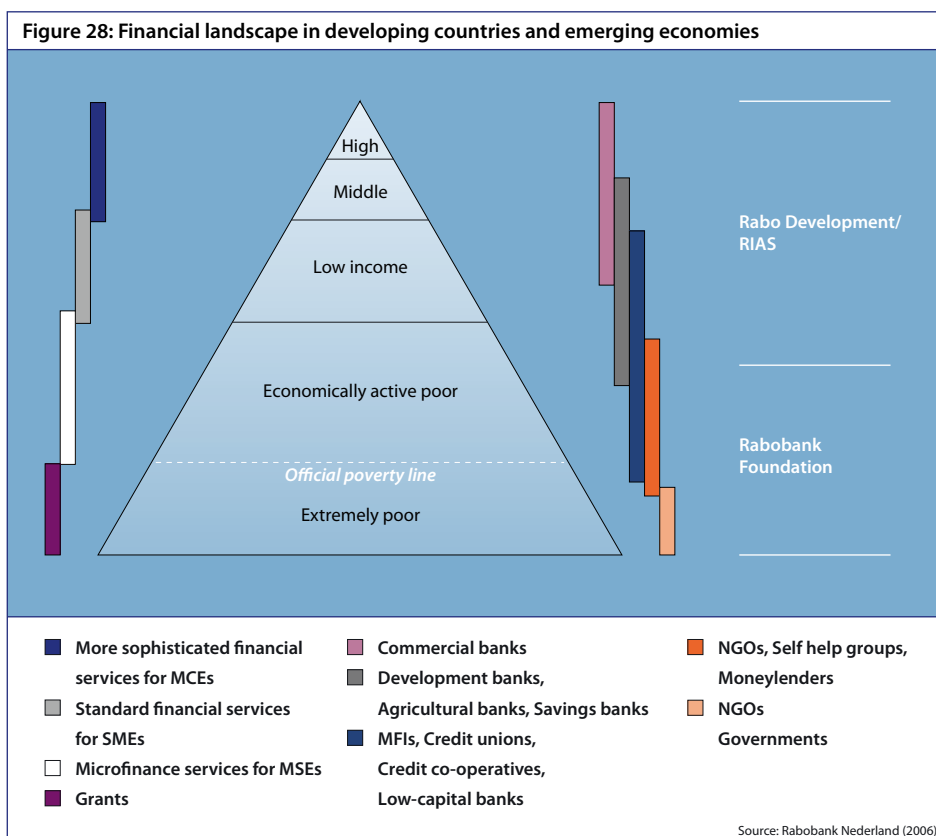 Figure 28: Financial landscape in developing countries and emerging economies
High
Middle
Low income
Economically active poor
Official poverty line
Extremely poor
Rabo Development/
RIAS
Rabobank
Foundation
More sophisticated financial
services for MCEs
Standard financial services
for SMEs
Microfinance services for MSEs
Grants
Commercial banks
Development banks,
Agricultural banks, Savings banks
MFIs, Credit unions,
Credit co-operatives,
Low-capital banks
NGOs, Self help groups,
Moneylenders
NGOs
Governments
Source: Rabobank Nederland (2006)